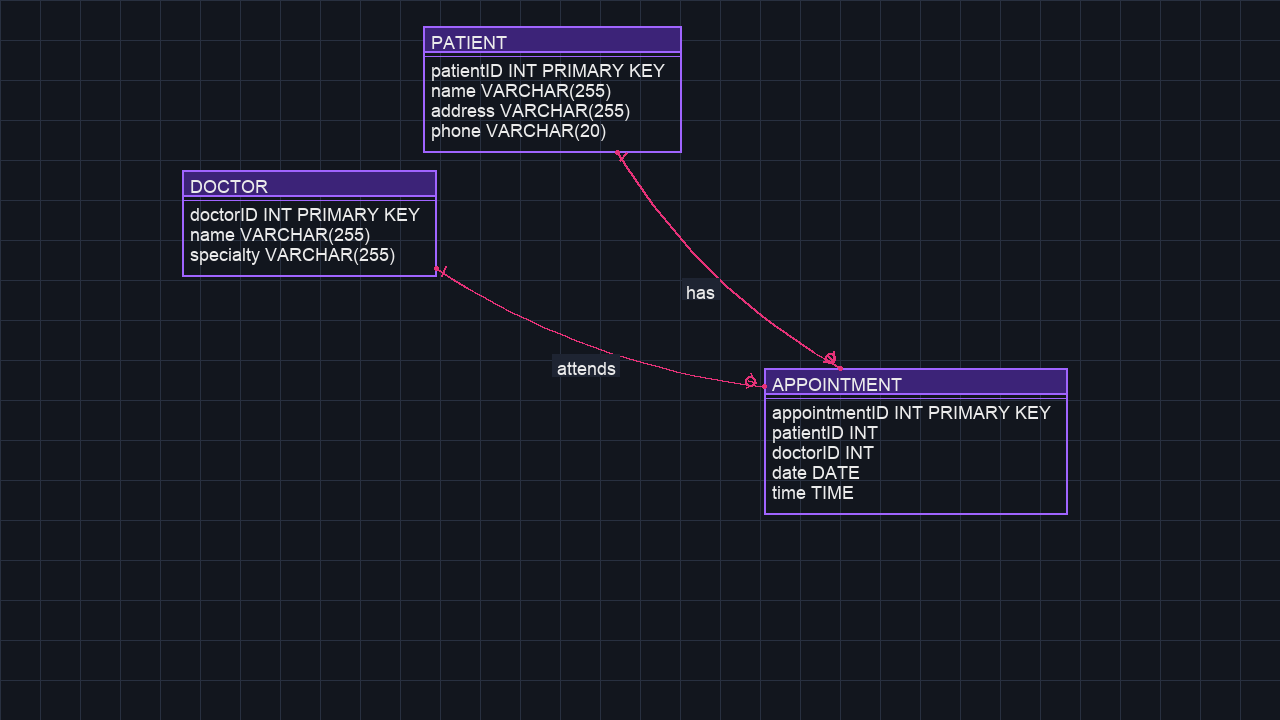 PATIENT
patientID INT PRIMARY KEY
name VARCHAR(255)
address VARCHAR(255)
phone VARCHAR(20)
DOCTOR
doctorID INT PRIMARY KEY
name VARCHAR(255)
specialty VARCHAR(255)
has
attends
APPOINTMENT
appointmentID INT PRIMARY KEY
patientID INT
doctorID INT
date DATE
time TIME